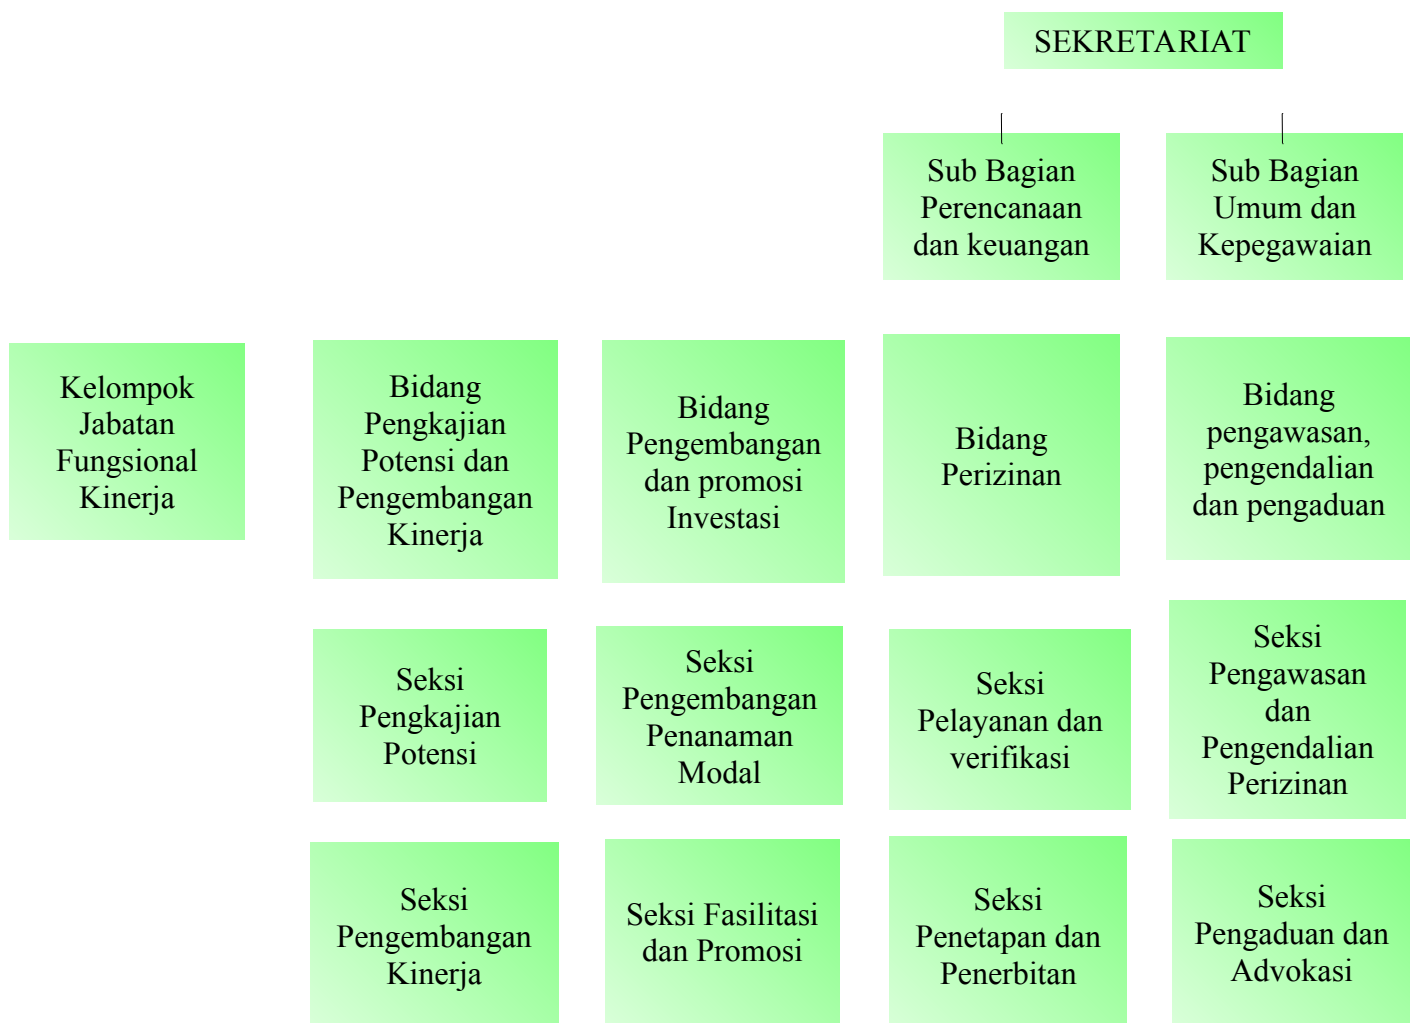 SEKRETARIAT
Sub Bagian
Perencanaan
dan keuangan
Sub Bagian
Umum dan
Kepegawaian
Kelompok
Jabatan
Fungsional
Kinerja
Bidang
Pengkajian
Potensi dan
Pengembangan
Kinerja
Bidang
Pengembangan
dan promosi
Investasi
Bidang
Perizinan
Bidang
pengawasan,
pengendalian
dan pengaduan
Seksi
Pengkajian
Potensi
Seksi
Pengembangan
Penanaman
Modal
Seksi
Pelayanan dan
verifikasi
Seksi
Pengawasan
dan
Pengendalian
Perizinan
Seksi
Pengembangan
Kinerja
Seksi Fasilitasi
dan Promosi
Seksi
Penetapan dan
Penerbitan
Seksi
Pengaduan dan
Advokasi